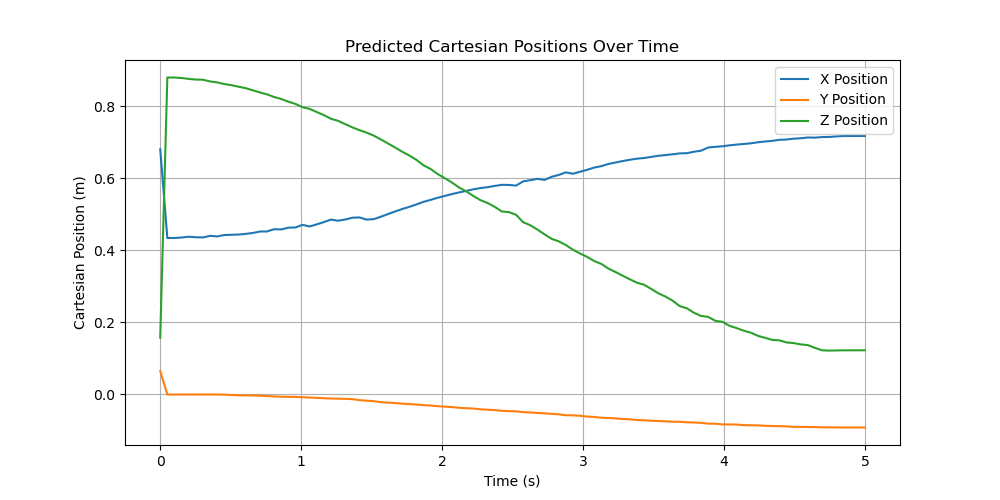 Predicted Cartesian Positions Over Time
X Position
Y Position
Z Position
Cartesian Position (m)
0.8
0.6
0.4
0.2
0.0
0 1 2 3 4 5
Time (s)